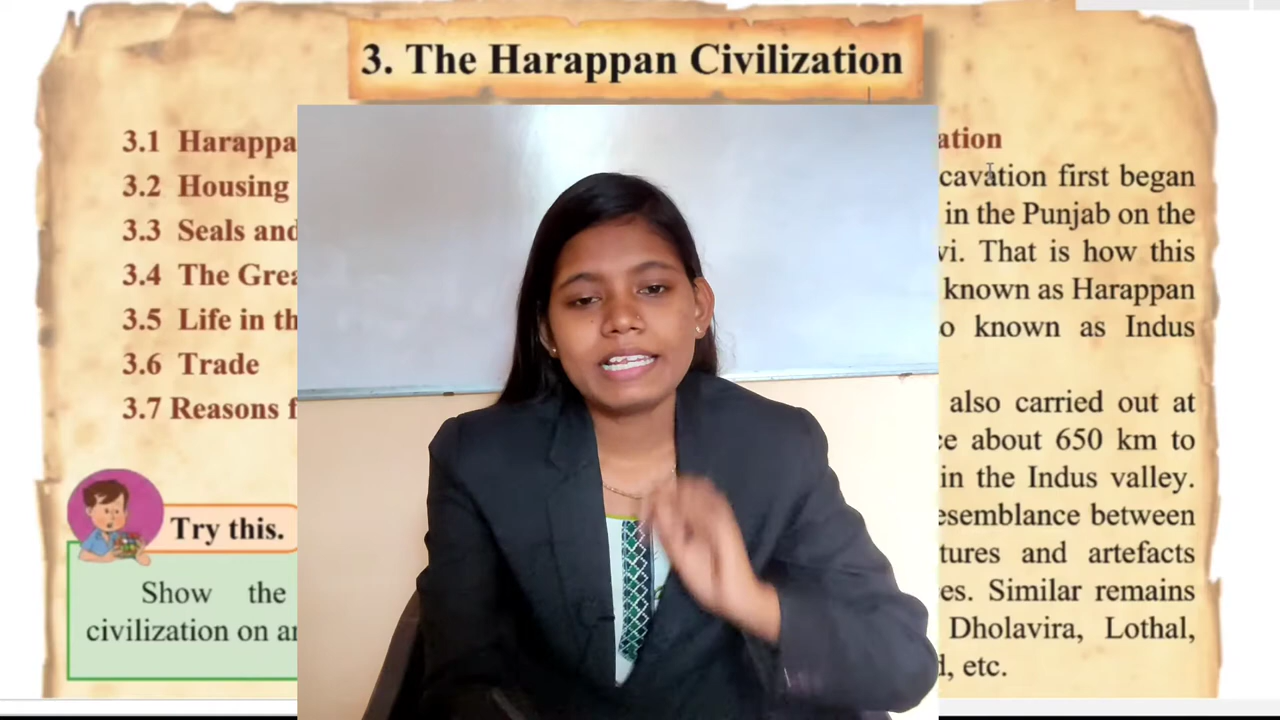 3. The Harappan Civilization
3.1 Harappa
3.2 Housing
3.3 Seals and
3.4 The Grea
3.5 Life in th
3.6 Trade
3.7 Reasons f
Try this.
Show the
civilization on an
ation
cavation first began
in the Punjab on the
vi. That is how this
known as Harappan
o known as Indus
also carried out at
ce about 650 km to
in the Indus valley.
esemblance between
tures and artefacts
es. Similar remains
Dholavira, Lothal,
d, etc.